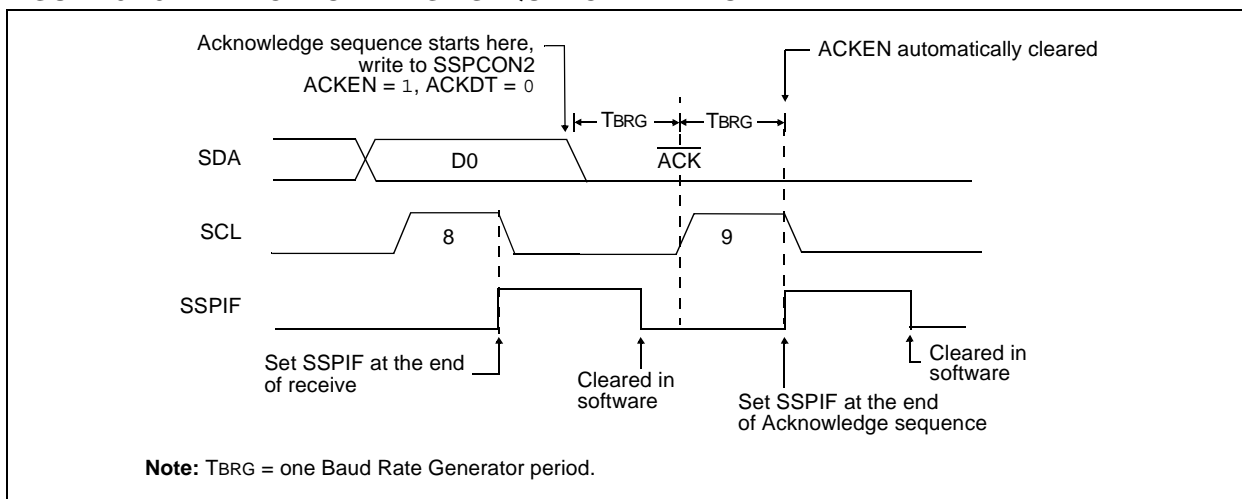 Acknowledge sequence starts here,
write to SSPCON2
ACKEN = 1, ACKDT = 0
ACKEN automatically cleared
TBRG
TBRG
SDA
D0
ACK
SCL
8
9
SSPIF
Set SSPIF at the end
of receive
Cleared in
software
Set SSPIF at the end
of Acknowledge sequence
Cleared in
software
Note: TBRG = one Baud Rate Generator period.